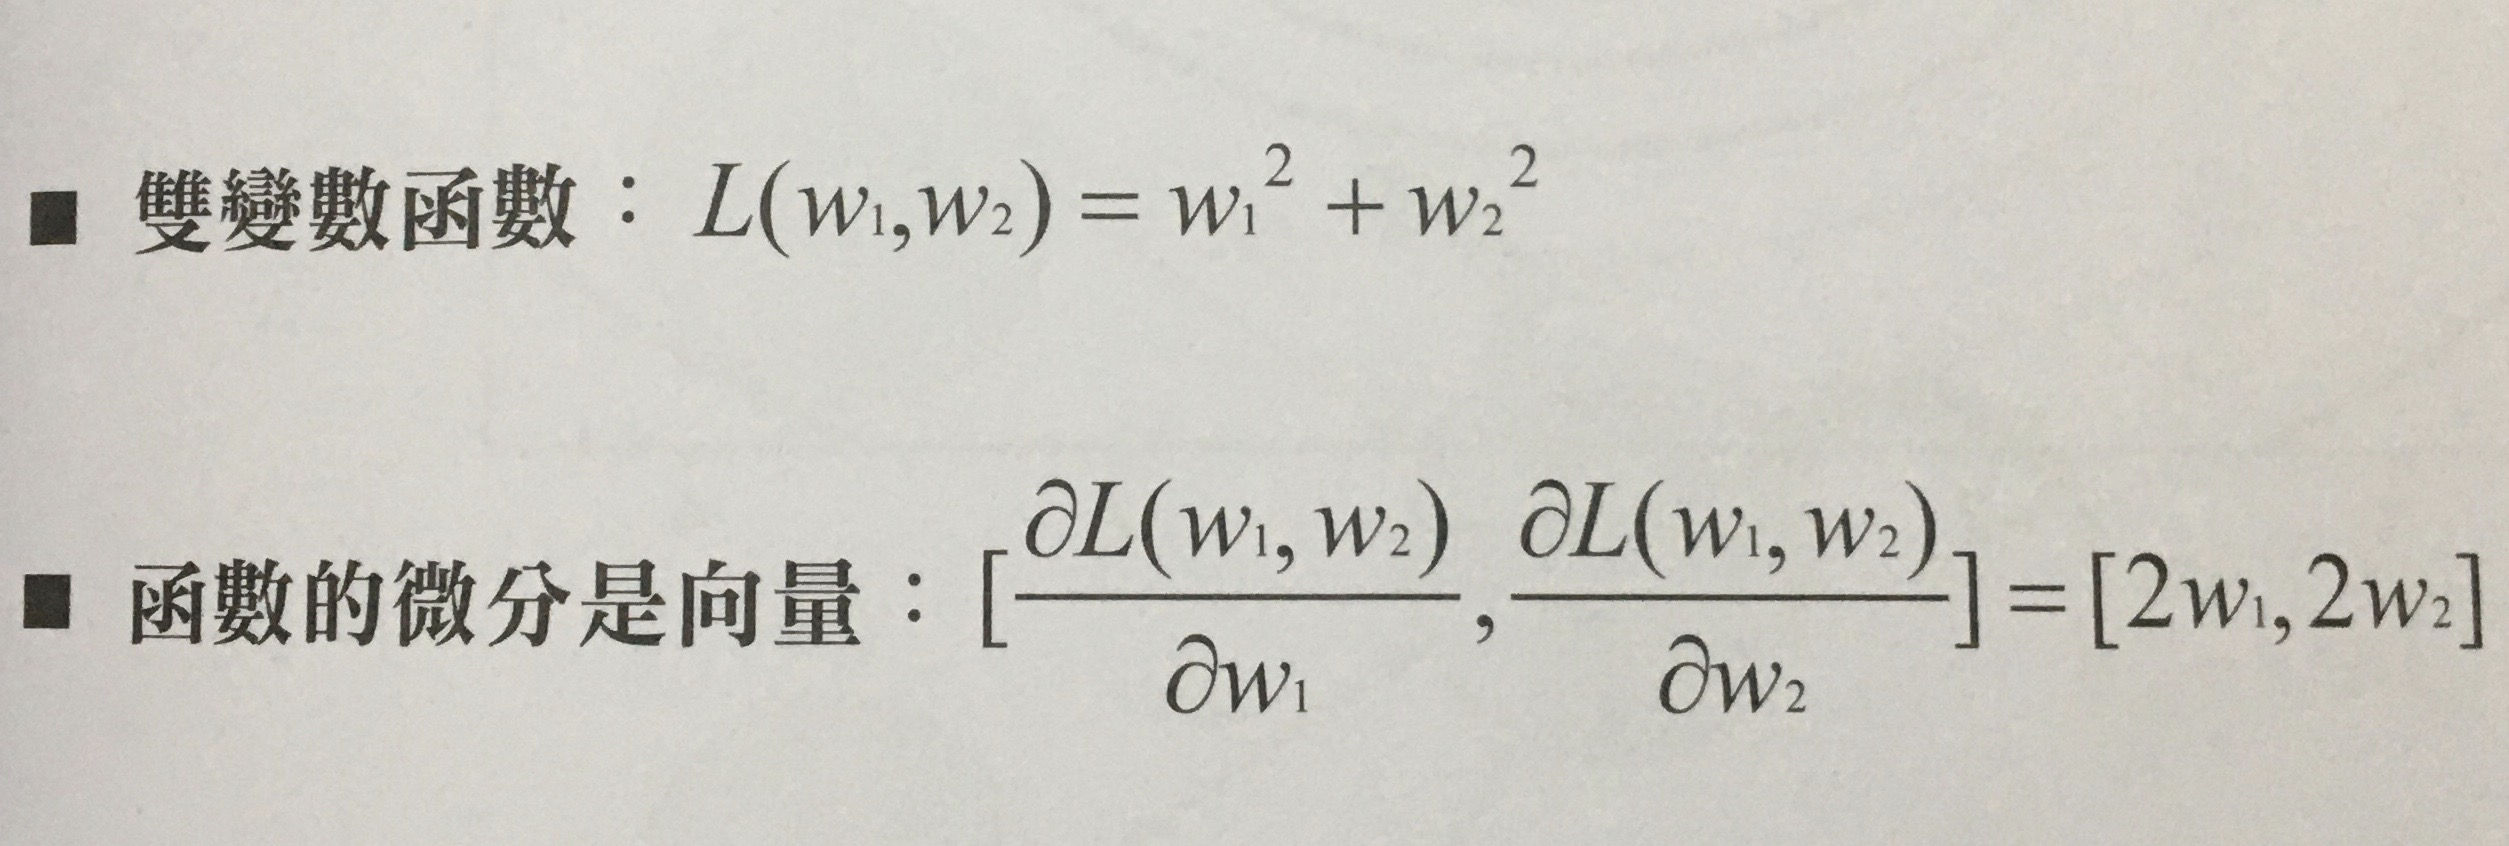 ■ 雙變數函數：L(w₁,w₂) = w₁² + w₂²
■ 函數的微分是向量：[∂L(w₁, w₂)/∂w₁, ∂L(w₁, w₂)/∂w₂] = [2w₁, 2w₂]